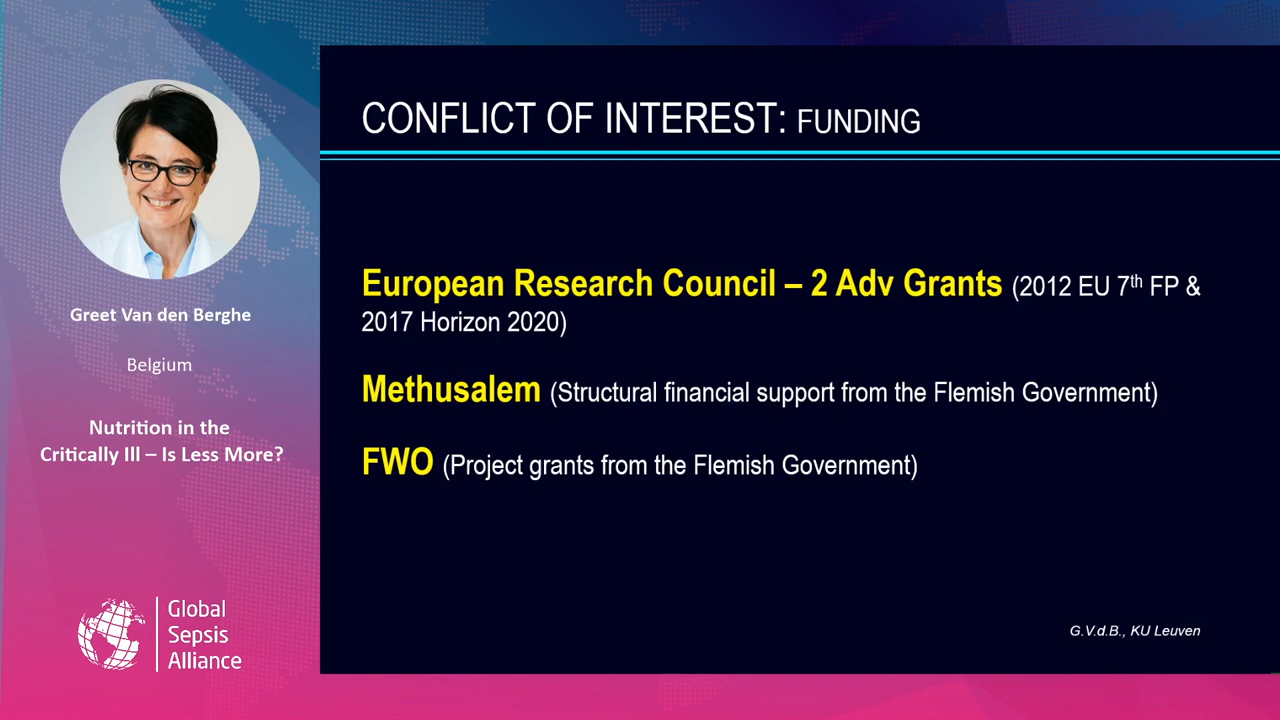 Greet Van den Berghe
Belgium
Nutrition in the
Critically Ill – Is Less More?
Global
Sepsis
Alliance
CONFLICT OF INTEREST: FUNDING
European Research Council – 2 Adv Grants (2012 EU 7th FP &
2017 Horizon 2020)
Methusalem (Structural financial support from the Flemish Government)
FWO (Project grants from the Flemish Government)
G.V.d.B., KU Leuven